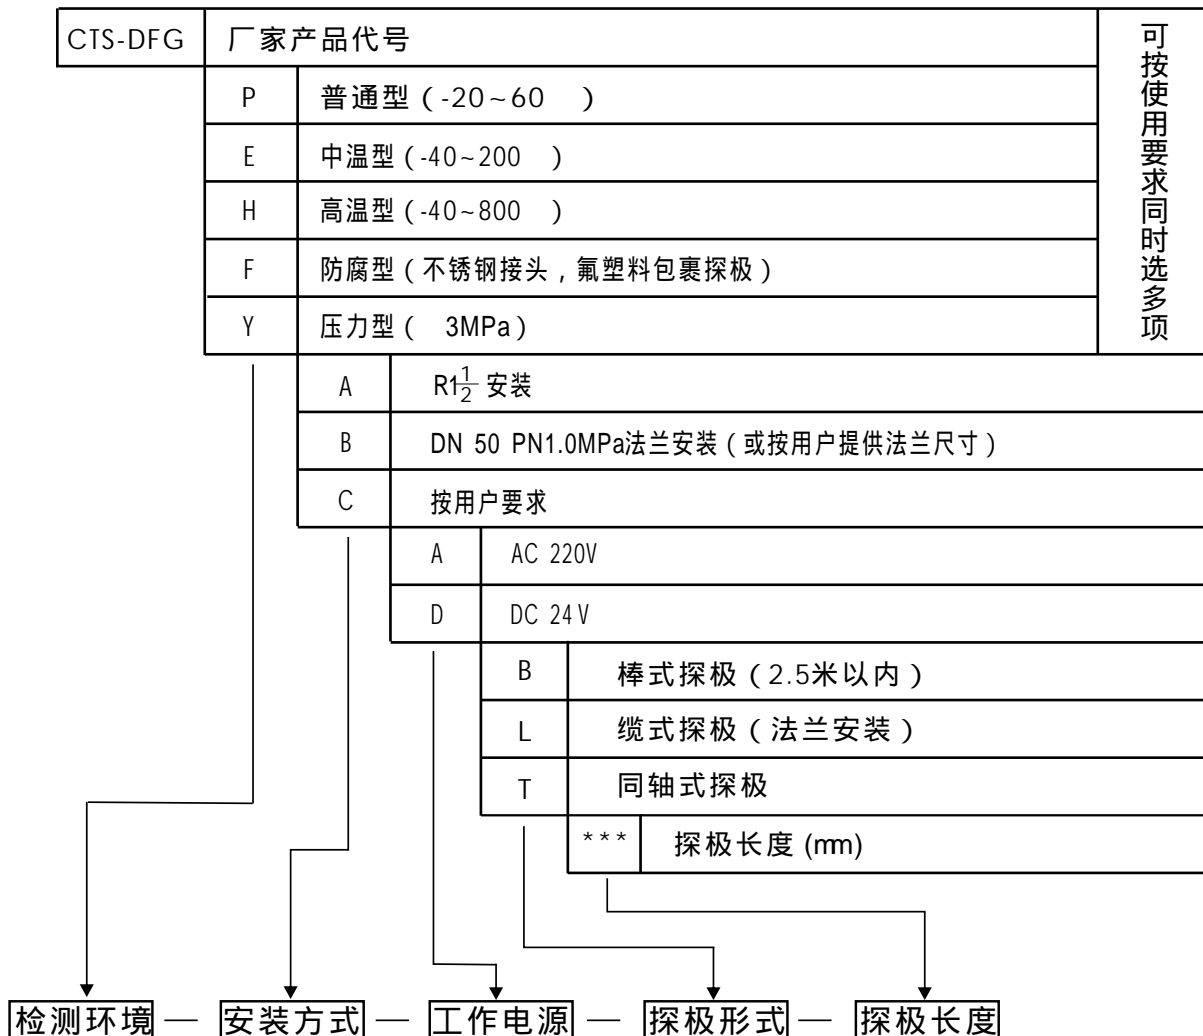 CTS-DFG 厂家产品代号
可按使用要求同时选多项
P 普通型（-20~60 ）
E 中温型（-40~200 ）
H 高温型（-40~800 ）
F 防腐型（不锈钢接头，氟塑料包裹探极）
Y 压力型（ 3MPa）
A R1 1/2 安装
B DN 50 PN1.0MPa法兰安装（或按用户提供法兰尺寸）
C 按用户要求
A AC 220V
D DC 24V
B 棒式探极（2.5米以内）
L 缆式探极（法兰安装）
T 同轴式探极
*** 探极长度 (mm)
检测环境 — 安装方式 — 工作电源 — 探极形式 — 探极长度